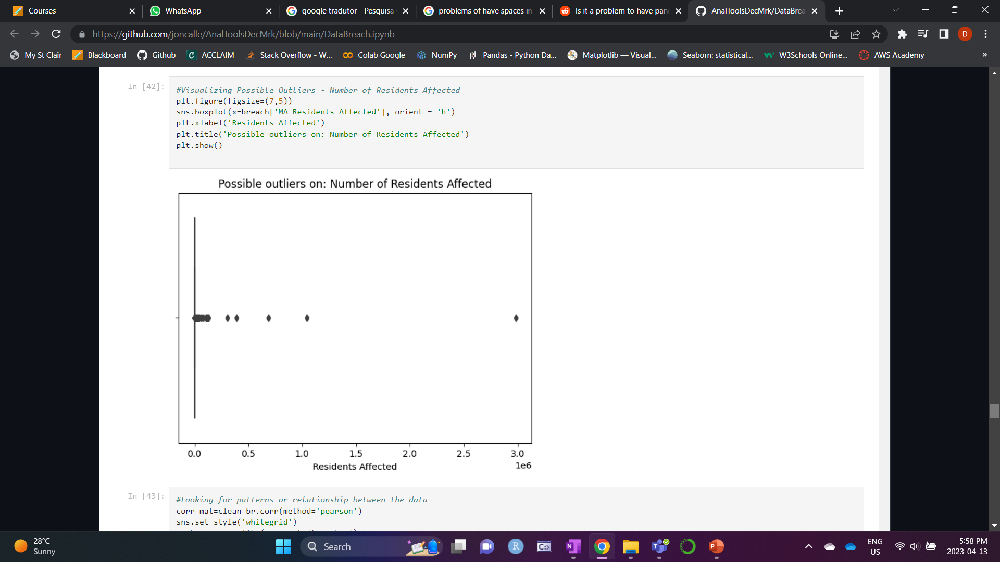 Courses
WhatsApp
google tradutor - Pesquisa
problems of have spaces in
Is it a problem to have pan
AnalToolsDecMrk/DataBrea
https://github.com/joncalle/AnalToolsDecMrk/blob/main/DataBreach.ipynb
D
My St Clair
Blackboard
Github
ACCLAIM
Stack Overflow - W...
Colab Google
NumPy
Pandas - Python Da...
Matplotlib — Visual...
Seaborn: statistical...
W3Schools Online...
AWS Academy
»
In [42]:
#Visualizing Possible Outliers - Number of Residents Affected
plt.figure(figsize=(7,5))
sns.boxplot(x=breach['MA_Residents_Affected'], orient = 'h')
plt.xlabel('Residents Affected')
plt.title('Possible outliers on: Number of Residents Affected')
plt.show()
Possible outliers on: Number of Residents Affected
0.0 0.5 1.0 1.5 2.0 2.5 3.0
1e6
Residents Affected
In [43]:
#Looking for patterns or relationship between the data
corr_mat=clean_br.corr(method='pearson')
sns.set_style('whitegrid')
28°C
Sunny
Search
ENG
US
5:58 PM
2023-04-13